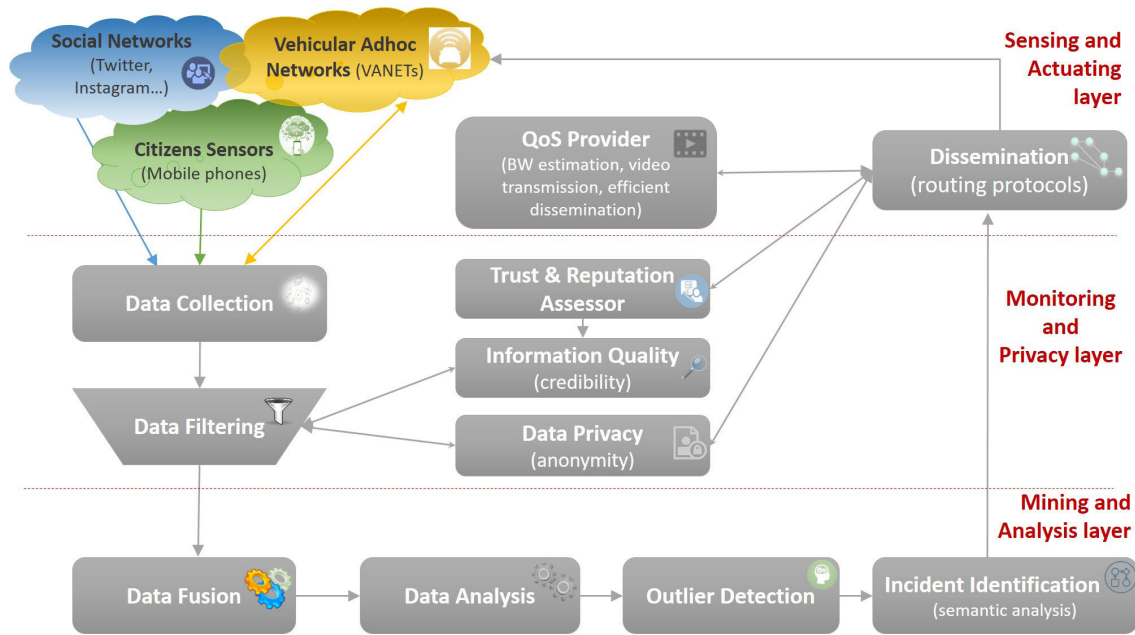 Social Networks
(Twitter,
Instagram...)
Vehicular Adhoc
Networks (VANETs)
Citizens Sensors
(Mobile phones)
Sensing and
Actuating
layer
QoS Provider
(BW estimation, video
transmission, efficient
dissemination)
Dissemination
(routing protocols)
Data Collection
Trust & Reputation
Assessor
Information Quality
(credibility)
Data Filtering
Data Privacy
(anonymity)
Monitoring
and
Privacy layer
Mining and
Analysis layer
Data Fusion
Data Analysis
Outlier Detection
Incident Identification
(semantic analysis)